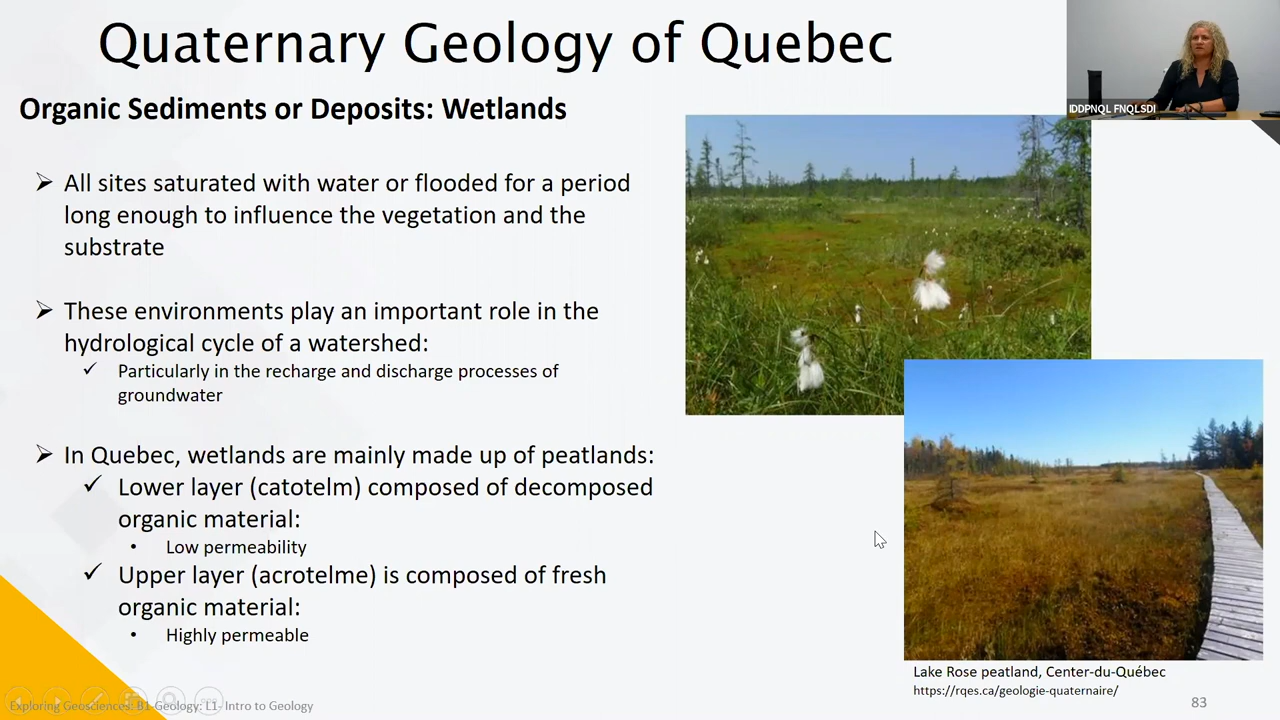 Quaternary Geology of Quebec
IDDPNQL FNQLSDI
Organic Sediments or Deposits: Wetlands
All sites saturated with water or flooded for a period
long enough to influence the vegetation and the
substrate
These environments play an important role in the
hydrological cycle of a watershed:
Particularly in the recharge and discharge processes of
groundwater
In Quebec, wetlands are mainly made up of peatlands:
Lower layer (catotelm) composed of decomposed
organic material:
Low permeability
Upper layer (acrotelme) is composed of fresh
organic material:
Highly permeable
Lake Rose peatland, Center-du-Québec
https://rqes.ca/geologie-quaternaire/
Exploring Geosciences: B1-Geology: L1- Intro to Geology
83